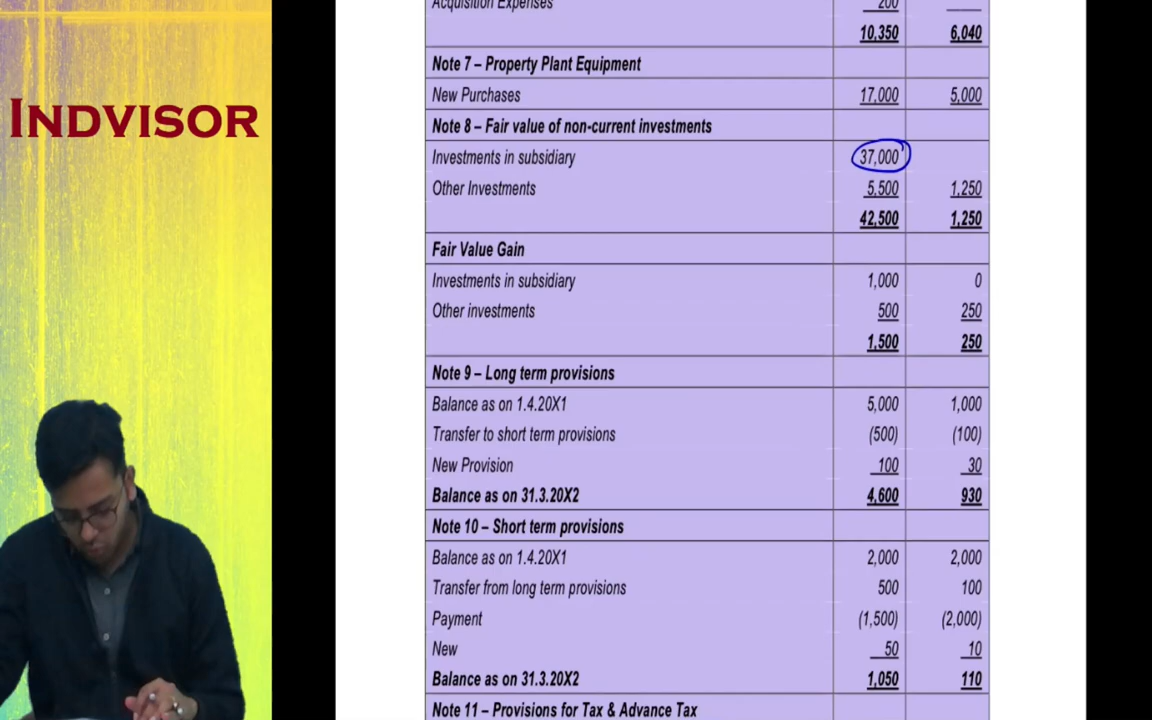 INDVISOR
Acquisition Expenses 200
10,350 6,040
Note 7 – Property Plant Equipment
New Purchases 17,000 5,000
Note 8 – Fair value of non-current investments
Investments in subsidiary 37,000
Other Investments 5,500 1,250
42,500 1,250
Fair Value Gain
Investments in subsidiary 1,000 0
Other investments 500 250
1,500 250
Note 9 – Long term provisions
Balance as on 1.4.20X1 5,000 1,000
Transfer to short term provisions (500) (100)
New Provision 100 30
Balance as on 31.3.20X2 4,600 930
Note 10 – Short term provisions
Balance as on 1.4.20X1 2,000 2,000
Transfer from long term provisions 500 100
Payment (1,500) (2,000)
New 50 10
Balance as on 31.3.20X2 1,050 110
Note 11 – Provisions for Tax & Advance Tax